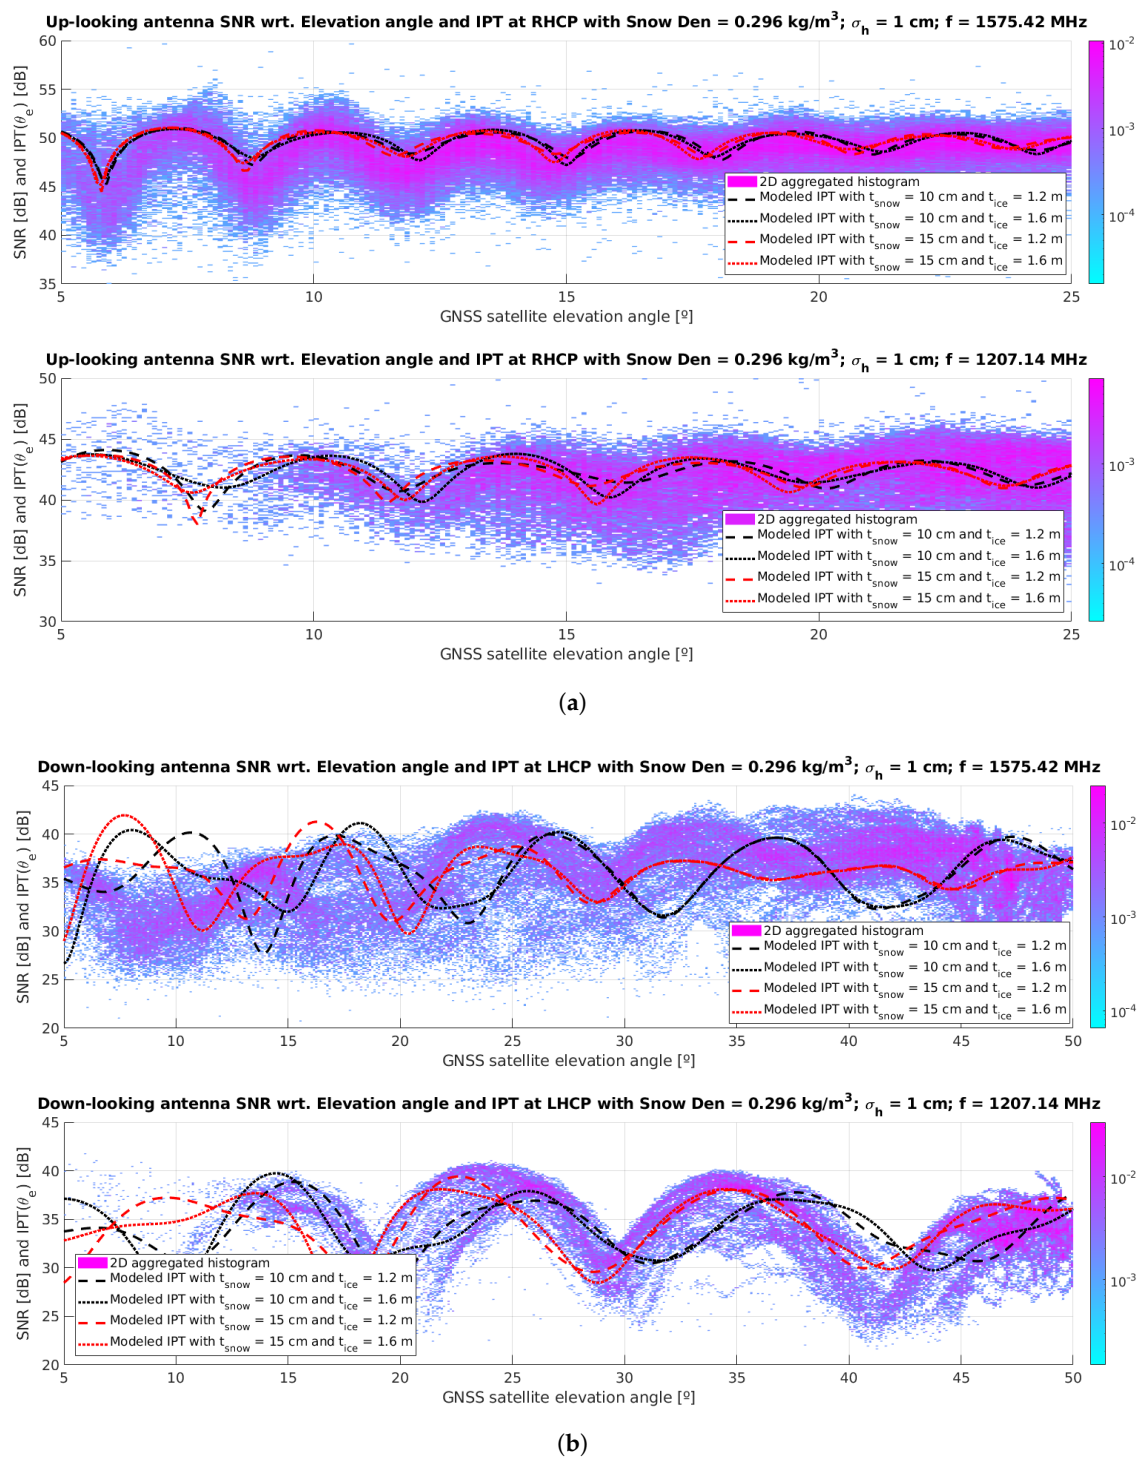 Up-looking antenna SNR wrt. Elevation angle and IPT at RHCP with Snow Den = 0.296 kg/m³; σh = 1 cm; f = 1575.42 MHz
SNR [dB] and IPT(θe) [dB]
60
55
50
45
40
35
5
10
15
20
25
GNSS satellite elevation angle [º]
2D aggregated histogram
Modeled IPT with tsnow = 10 cm and tice = 1.2 m
Modeled IPT with tsnow = 10 cm and tice = 1.6 m
Modeled IPT with tsnow = 15 cm and tice = 1.2 m
Modeled IPT with tsnow = 15 cm and tice = 1.6 m
10⁻²
10⁻³
10⁻⁴
Up-looking antenna SNR wrt. Elevation angle and IPT at RHCP with Snow Den = 0.296 kg/m³; σh = 1 cm; f = 1207.14 MHz
SNR [dB] and IPT(θe) [dB]
50
45
40
35
30
5
10
15
20
25
GNSS satellite elevation angle [º]
2D aggregated histogram
Modeled IPT with tsnow = 10 cm and tice = 1.2 m
Modeled IPT with tsnow = 10 cm and tice = 1.6 m
Modeled IPT with tsnow = 15 cm and tice = 1.2 m
Modeled IPT with tsnow = 15 cm and tice = 1.6 m
10⁻³
10⁻⁴
(a)
Down-looking antenna SNR wrt. Elevation angle and IPT at LHCP with Snow Den = 0.296 kg/m³; σh = 1 cm; f = 1575.42 MHz
SNR [dB] and IPT(θe) [dB]
45
40
35
30
25
20
5
10
15
20
25
30
35
40
45
50
GNSS satellite elevation angle [º]
2D aggregated histogram
Modeled IPT with tsnow = 10 cm and tice = 1.2 m
Modeled IPT with tsnow = 10 cm and tice = 1.6 m
Modeled IPT with tsnow = 15 cm and tice = 1.2 m
Modeled IPT with tsnow = 15 cm and tice = 1.6 m
10⁻²
10⁻³
10⁻⁴
Down-looking antenna SNR wrt. Elevation angle and IPT at LHCP with Snow Den = 0.296 kg/m³; σh = 1 cm; f = 1207.14 MHz
SNR [dB] and IPT(θe) [dB]
45
40
35
30
25
20
5
10
15
20
25
30
35
40
45
50
GNSS satellite elevation angle [º]
2D aggregated histogram
Modeled IPT with tsnow = 10 cm and tice = 1.2 m
Modeled IPT with tsnow = 10 cm and tice = 1.6 m
Modeled IPT with tsnow = 15 cm and tice = 1.2 m
Modeled IPT with tsnow = 15 cm and tice = 1.6 m
10⁻²
10⁻³
(b)